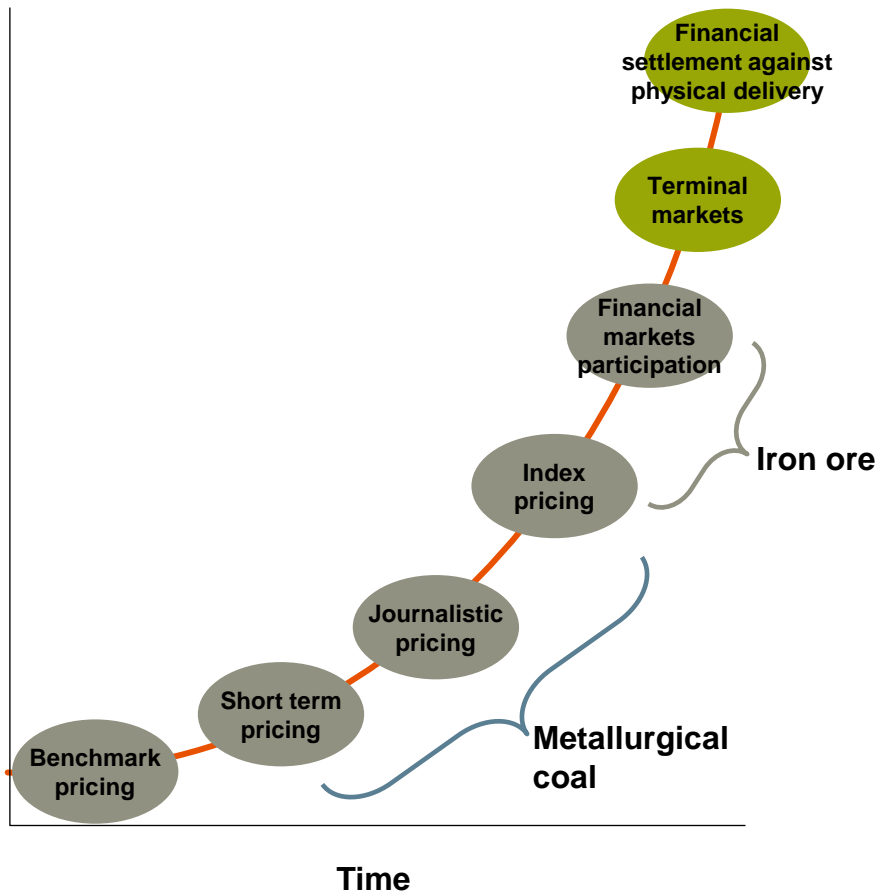 Financial
settlement against
physical delivery
Terminal
markets
Financial
markets
participation
Iron ore
Index
pricing
Journalistic
pricing
Short term
pricing
Metallurgical
coal
Benchmark
pricing
Time